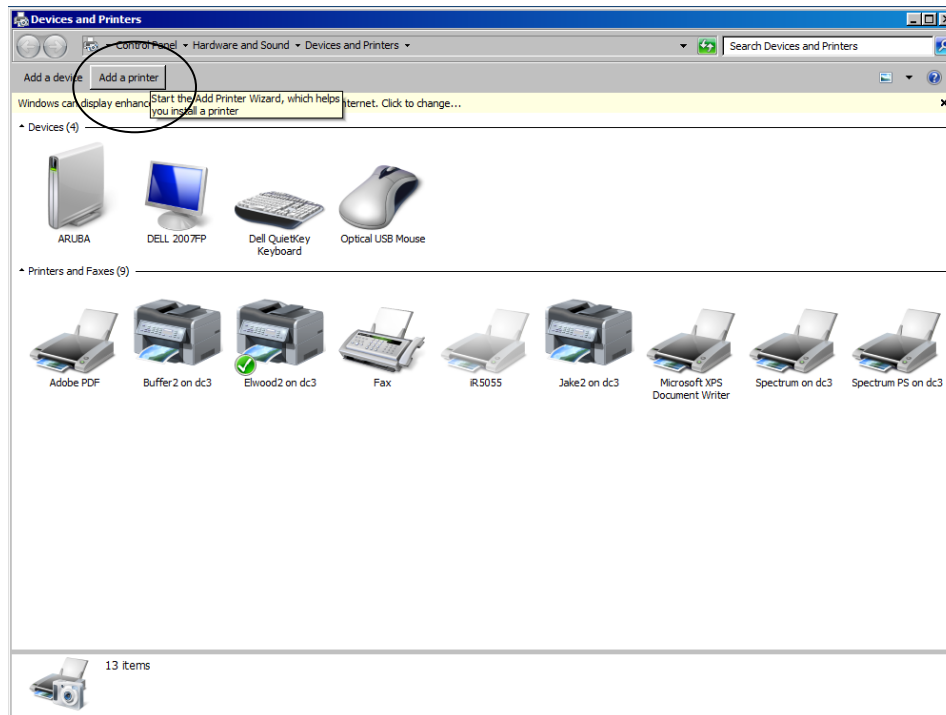 Devices and Printers
Control Panel Hardware and Sound Devices and Printers
Search Devices and Printers
Add a device Add a printer
Windows can display enhanc nternet. Click to change...
Start the Add Printer Wizard, which helps
you install a printer
Devices (4)
ARUBA
DELL 2007FP
Dell QuietKey
Keyboard
Optical USB Mouse
Printers and Faxes (9)
Adobe PDF
Buffer2 on dc3
Elwood2 on dc3
Fax
iR5055
Jake2 on dc3
Microsoft XPS
Document Writer
Spectrum on dc3
Spectrum PS on dc3
13 items